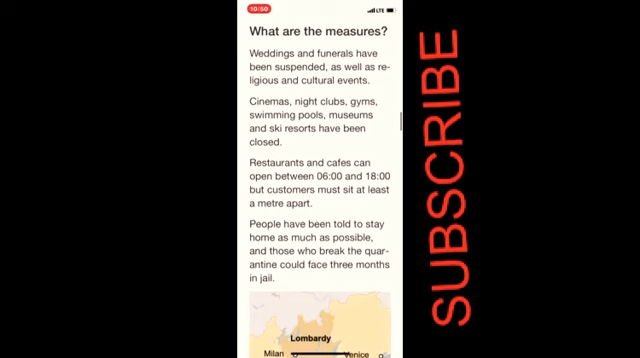 10:50
LTE
What are the measures?
Weddings and funerals have
been suspended, as well as re-
ligious and cultural events.
Cinemas, night clubs, gyms,
swimming pools, museums
and ski resorts have been
closed.
Restaurants and cafes can
open between 06:00 and 18:00
but customers must sit at least
a metre apart.
People have been told to stay
home as much as possible,
and those who break the quar-
antine could face three months
in jail.
Lombardy
Milan
Venice
SUBSCRIBE